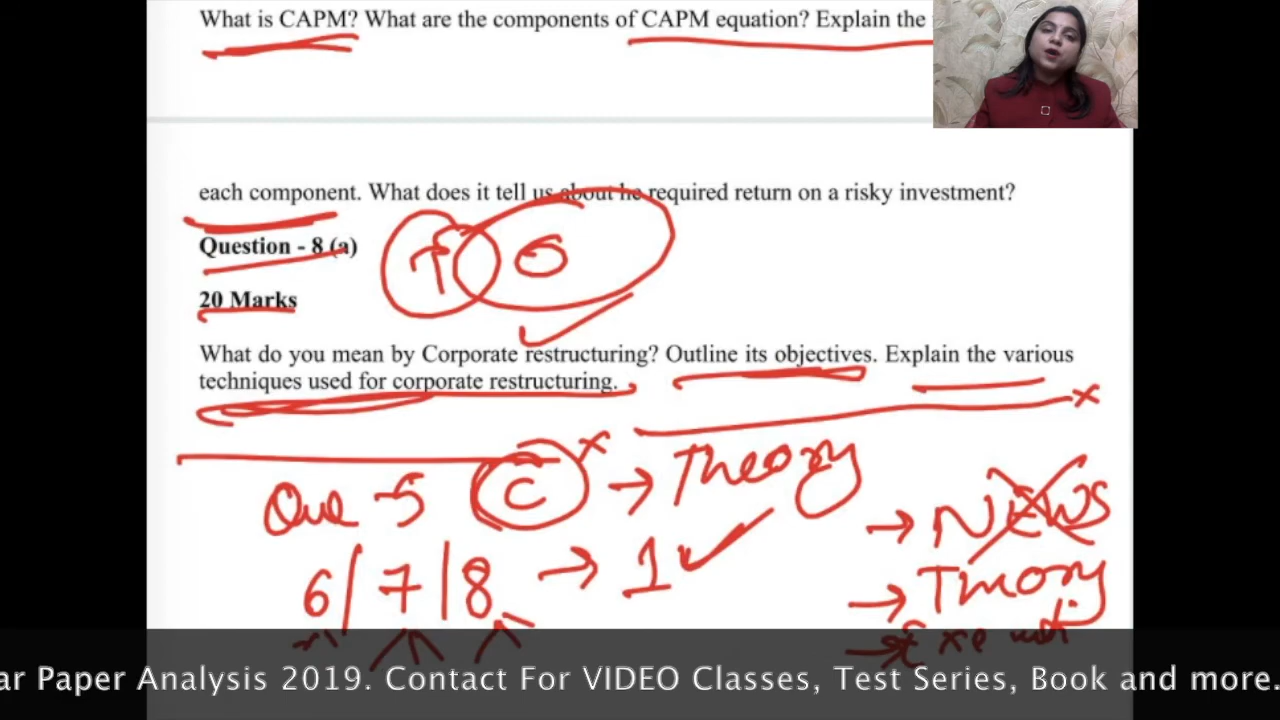 What is CAPM? What are the components of CAPM equation? Explain the
each component. What does it tell us about he required return on a risky investment?
Question - 8 (a)
T O
20 Marks
What do you mean by Corporate restructuring? Outline its objectives. Explain the various
techniques used for corporate restructuring.
Que - 5 C → Theory
→ NEWS
6/7/8 → 1
→ Theory
ar Paper Analysis 2019. Contact For VIDEO Classes, Test Series, Book and more.